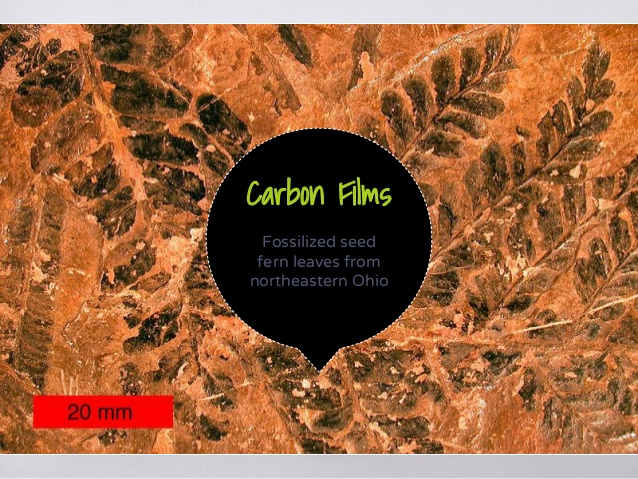 Carbon Films
Fossilized seed
fern leaves from
northeastern Ohio
20 mm